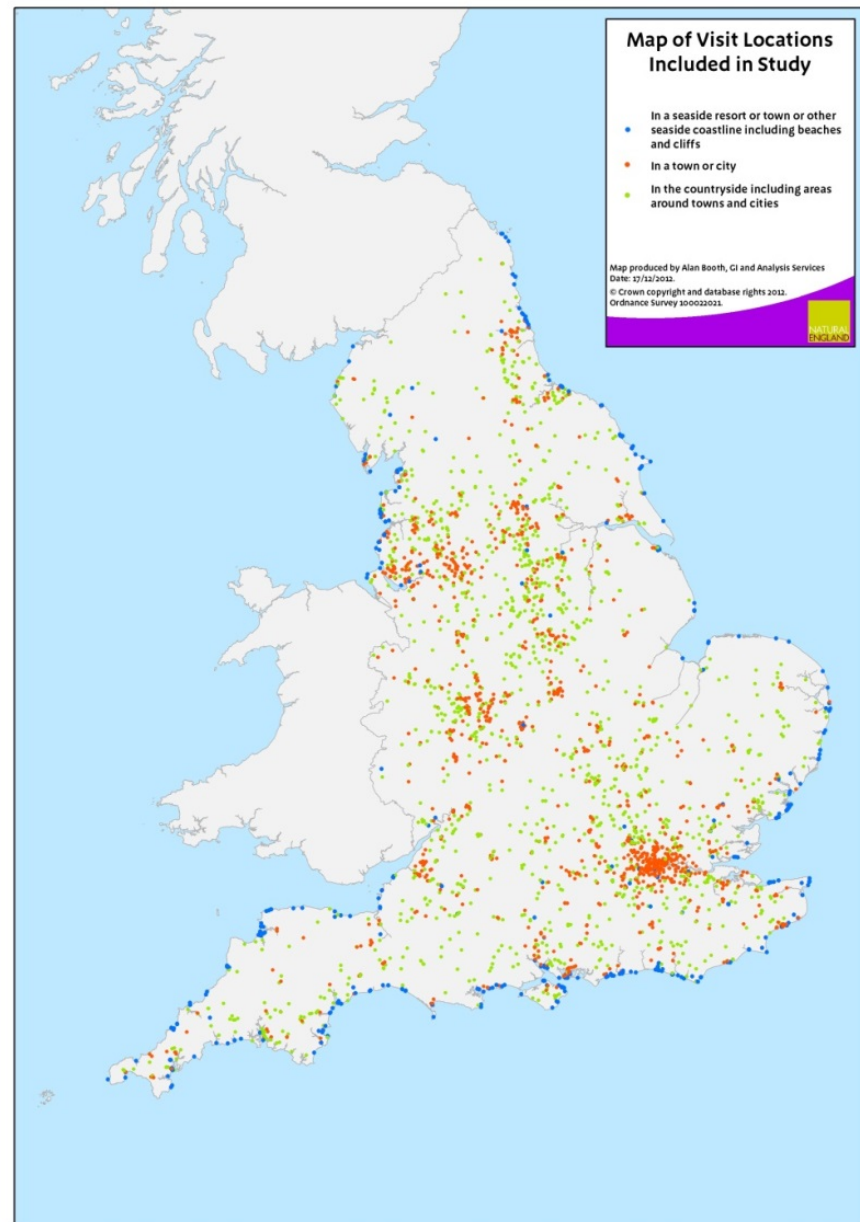 Map of Visit Locations
Included in Study
In a seaside resort or town or other
seaside coastline including beaches
and cliffs
In a town or city
In the countryside including areas
around towns and cities
Map produced by Alan Booth, GI and Analysis Services
Date: 17/12/2012.
© Crown copyright and database rights 2012.
Ordnance Survey 100022021.
NATURAL
ENGLAND